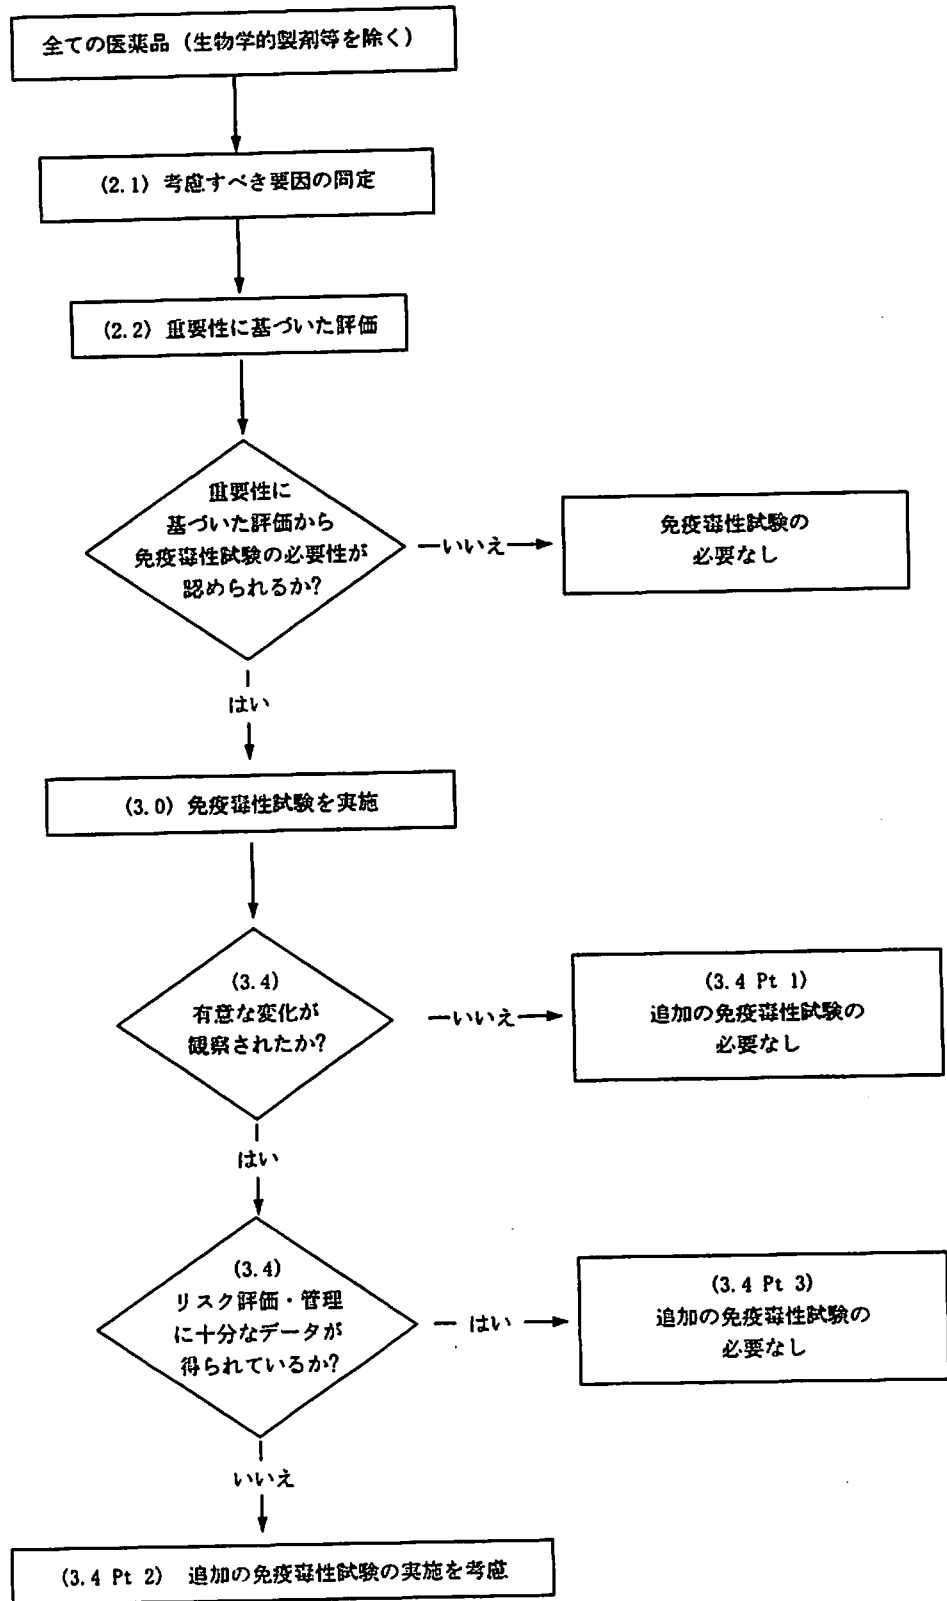 全ての医薬品（生物学的製剤等を除く）
(2.1) 考慮すべき要因の同定
(2.2) 重要性に基づいた評価
重要性に
基づいた評価から
免疫毒性試験の必要性が
認められるか?
いいえ
免疫毒性試験の
必要なし
はい
(3.0) 免疫毒性試験を実施
(3.4)
有意な変化が
観察されたか?
いいえ
(3.4 Pt 1)
追加の免疫毒性試験の
必要なし
はい
(3.4)
リスク評価・管理
に十分なデータが
得られているか?
はい
(3.4 Pt 3)
追加の免疫毒性試験の
必要なし
いいえ
(3.4 Pt 2) 追加の免疫毒性試験の実施を考慮